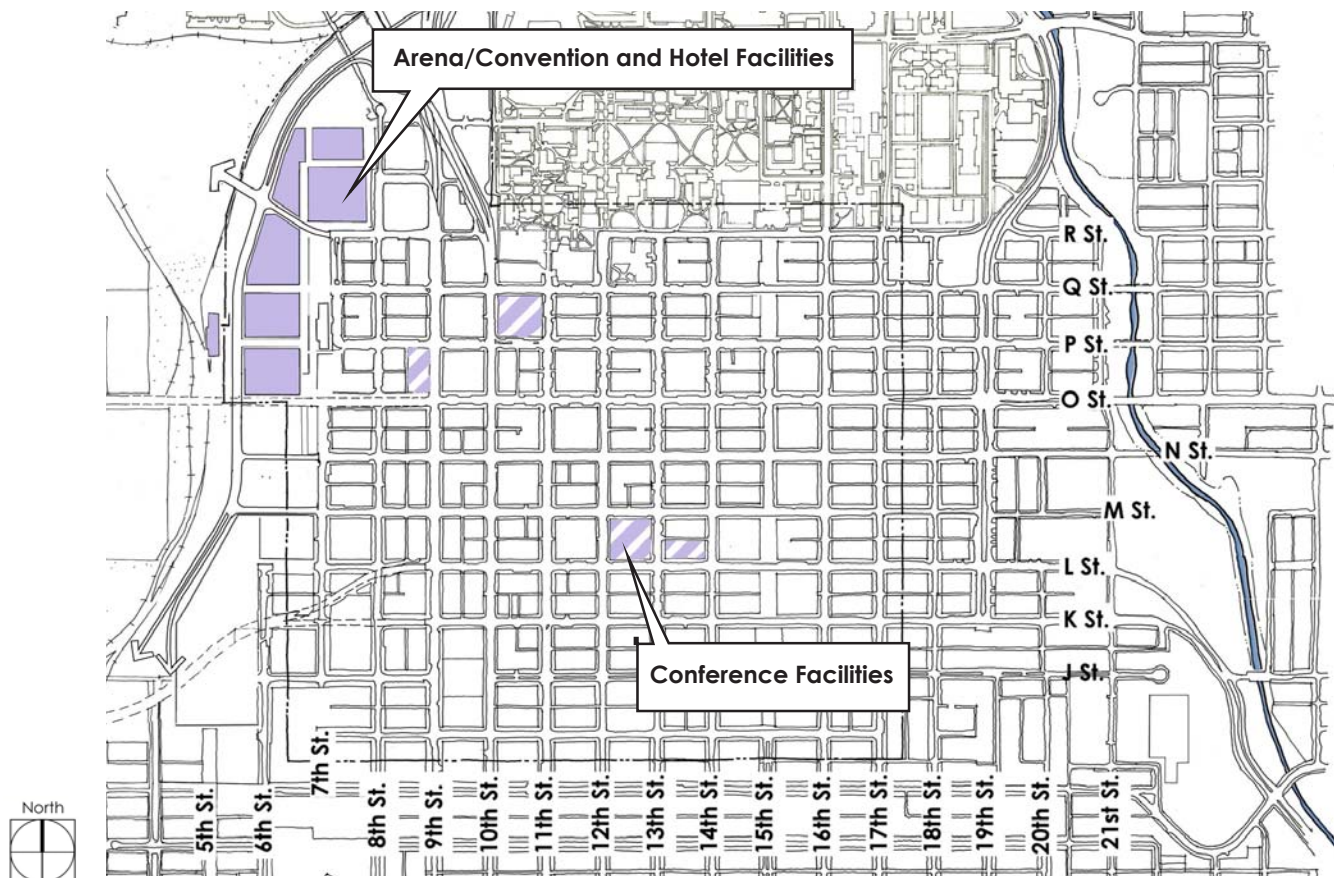 Arena/Convention and Hotel Facilities
R St.
Q St.
P St.
O St.
N St.
M St.
L St.
K St.
Conference Facilities
J St.
7th St.
5th St.
6th St.
8th St.
9th St.
10th St.
11th St.
12th St.
13th St.
14th St.
15th St.
16th St.
17th St.
18th St.
19th St.
20th St.
21st St.
North